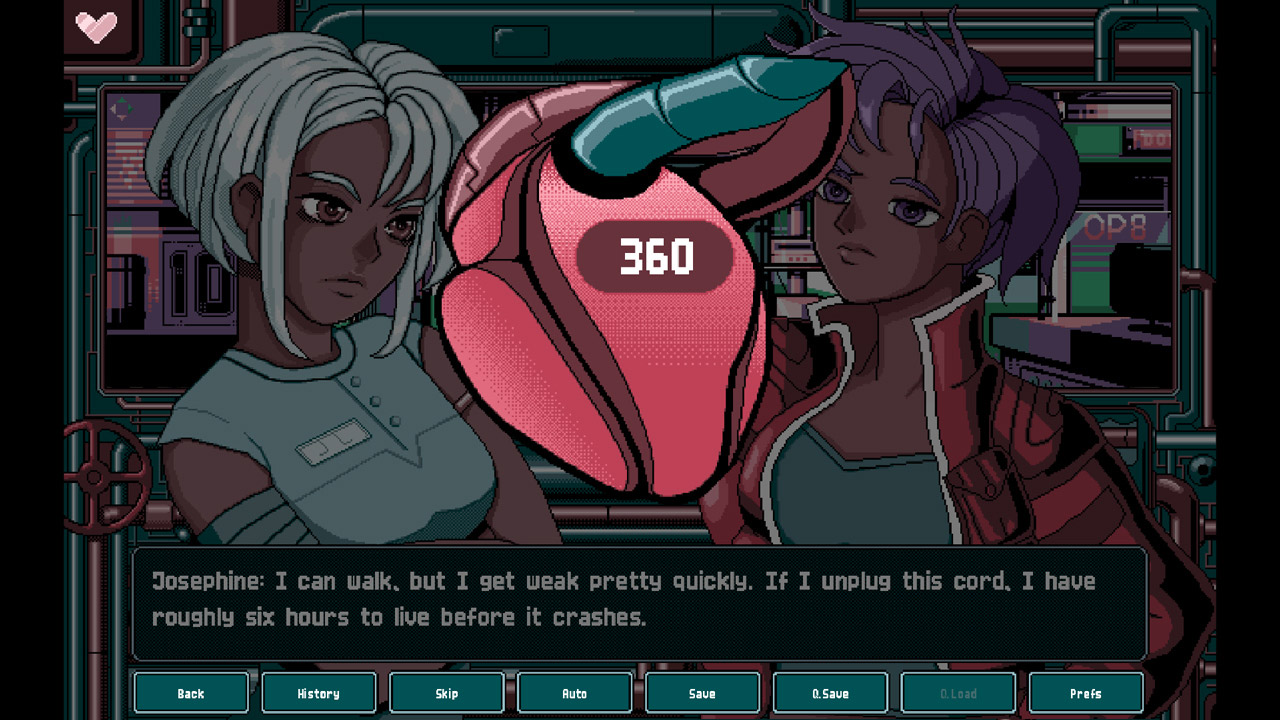 OP8
360
Josephine: I can walk, but I get weak pretty quickly. If I unplug this cord, I have
roughly six hours to live before it crashes.
Back
History
Skip
Auto
Save
Q.Save
Q.Load
Prefs